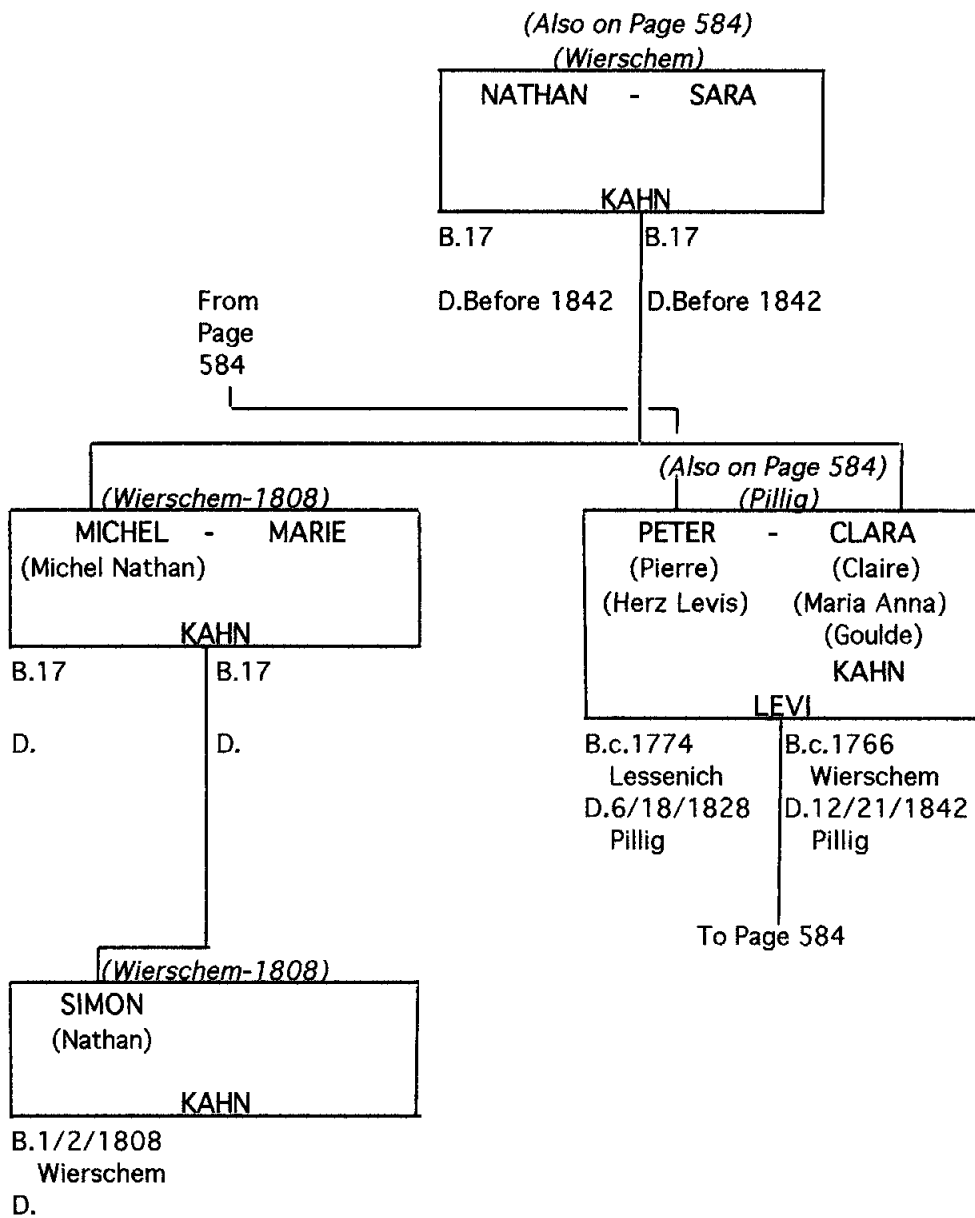 (Also on Page 584)
(Wierschem)
NATHAN - SARA
KAHN
B.17 B.17
D.Before 1842 D.Before 1842
From
Page
584
(Wierschem-1808)
MICHEL - MARIE
(Michel Nathan)
KAHN
B.17 B.17
D. D.
(Also on Page 584)
(Pillig)
PETER - CLARA
(Pierre) (Claire)
(Herz Levis) (Maria Anna)
(Goulde)
KAHN
LEVI
B.c.1774 B.c.1766
Lessenich Wierschem
D.6/18/1828 D.12/21/1842
Pillig Pillig
To Page 584
(Wierschem-1808)
SIMON
(Nathan)
KAHN
B.1/2/1808
Wierschem
D.